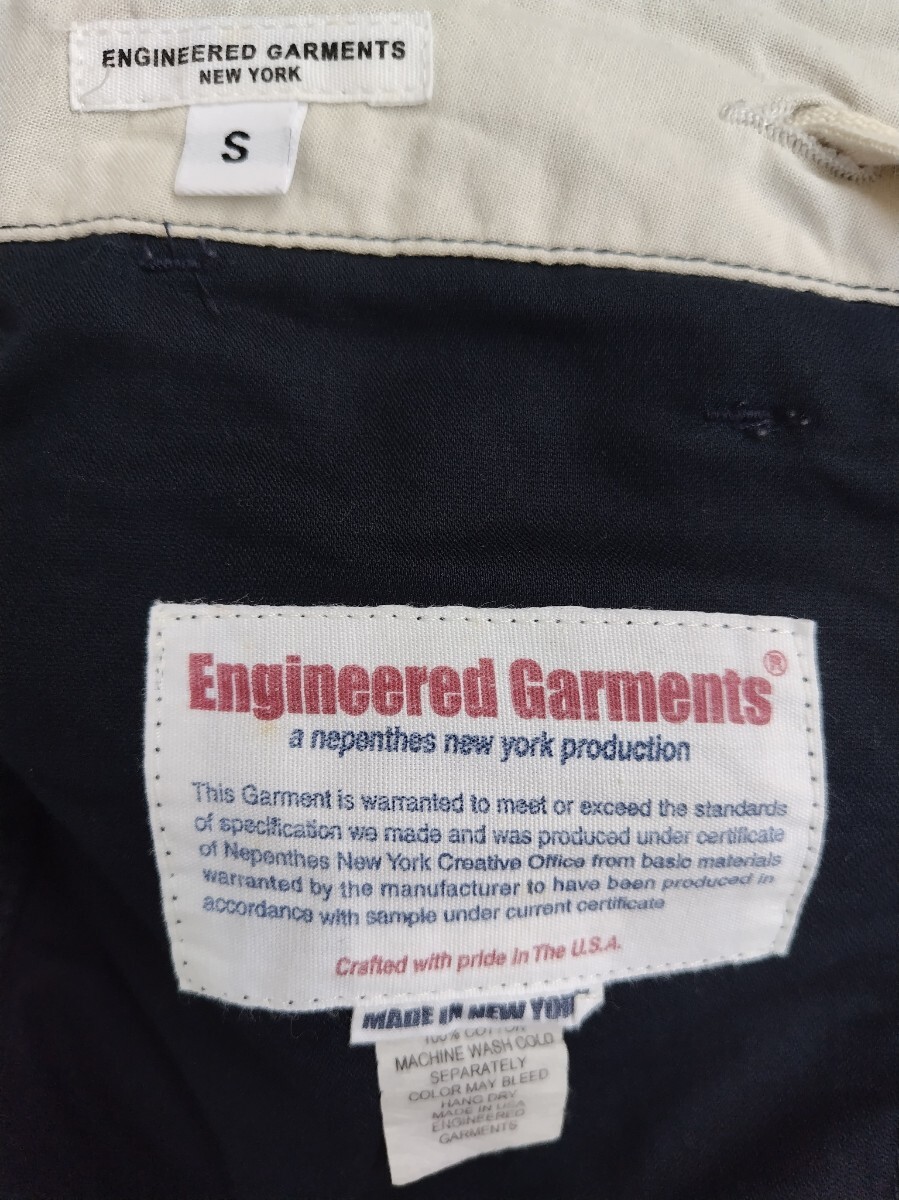 ENGINEERED GARMENTS
NEW YORK
S
Engineered Garments®
a nepenthes new york production
This Garment is warranted to meet or exceed the standards
of specification we made and was produced under certificate
of Nepenthes New York Creative Office from basic materials
warranted by the manufacturer to have been produced in
accordance with sample under current certificate
Crafted with pride in The U.S.A.
MADE IN NEW YOR
100% COTTON
MACHINE WASH COLD
SEPARATELY
COLOR MAY BLEED
HANG DRY
MADE IN USA
ENGINEERED
GARMENTS